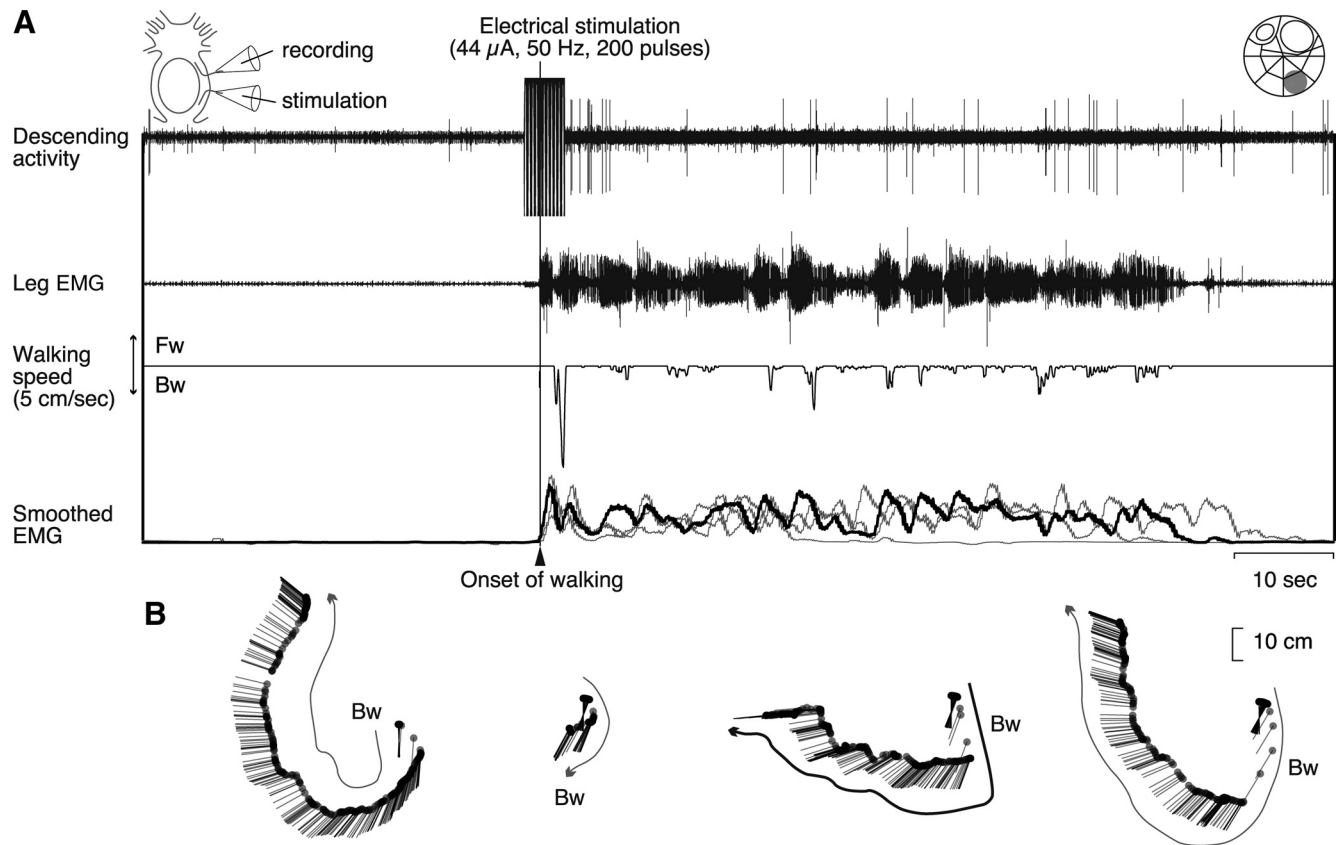 A
Electrical stimulation
(44 µA, 50 Hz, 200 pulses)
recording
stimulation
Descending
activity
Leg EMG
Fw
Walking
speed
(5 cm/sec)
Bw
Smoothed
EMG
Onset of walking
10 sec
B
10 cm
Bw
Bw
Bw
Bw